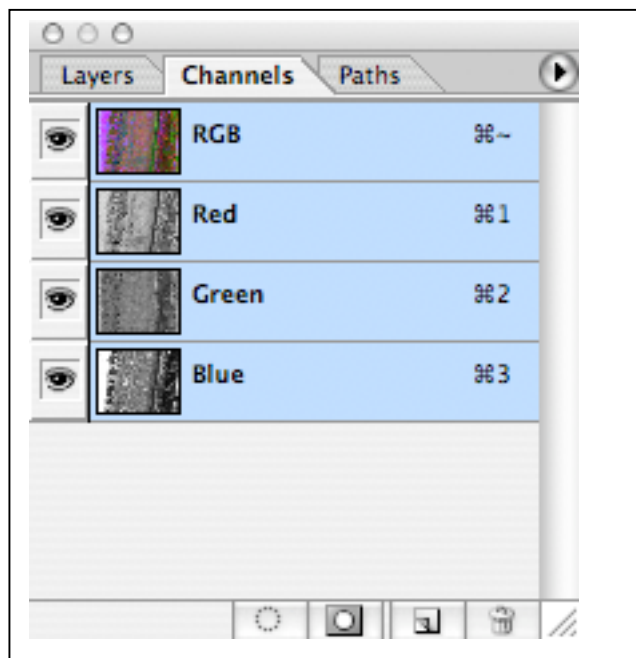 Layers Channels Paths
RGB ⌘~
Red ⌘1
Green ⌘2
Blue ⌘3